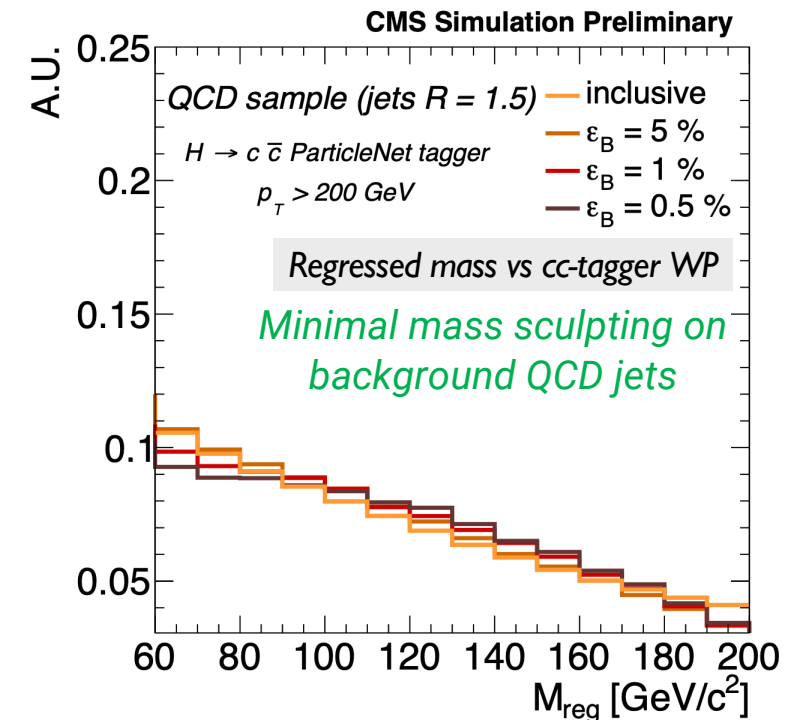 CMS Simulation Preliminary
A.U.
0.25
0.2
0.15
0.1
0.05
QCD sample (jets R = 1.5)
H → c c̅ ParticleNet tagger
p_T > 200 GeV
inclusive
ε_B = 5 %
ε_B = 1 %
ε_B = 0.5 %
Regressed mass vs cc-tagger WP
Minimal mass sculpting on
background QCD jets
60 80 100 120 140 160 180 200
M_reg [GeV/c²]